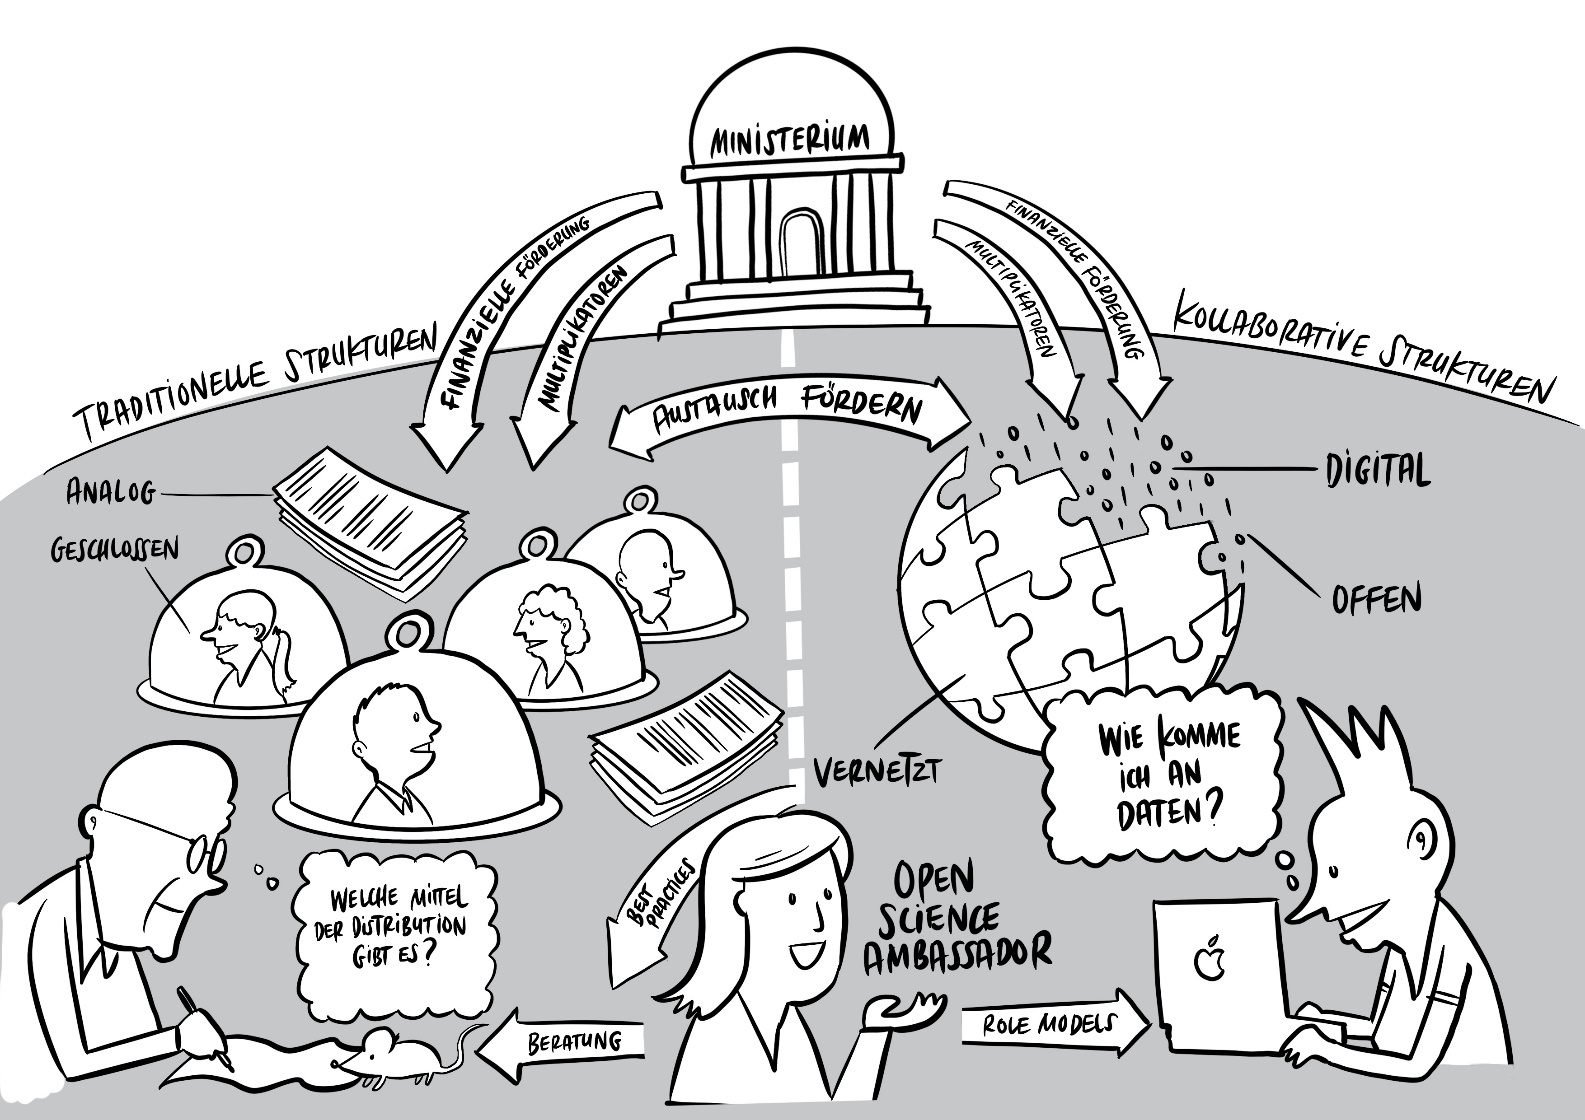 MINISTERIUM
FINANZIELLE FÖRDERUNG
MULTIPLIKATOREN
FINANZIELLE FÖRDERUNG
MULTIPLIKATOREN
TRADITIONELLE STRUKTUREN
KOLLABORATIVE STRUKTUREN
AUSTAUSCH FÖRDERN
ANALOG
GESCHLOSSEN
DIGITAL
OFFEN
VERNETZT
WIE KOMME
ICH AN
DATEN?
WELCHE MITTEL
DER DISTRIBUTION
GIBT ES?
BEST
PRACTICES
OPEN
SCIENCE
AMBASSADOR
BERATUNG
ROLE MODELS